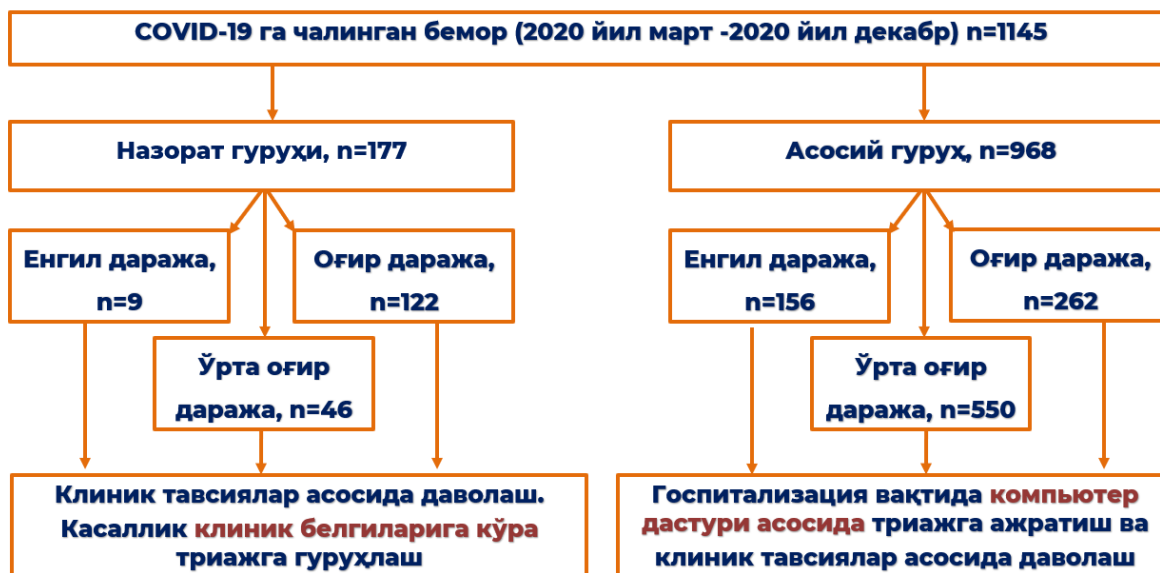 COVID-19 га чалинган бемор (2020 йил март -2020 йил декабр) n=1145
Назорат гуруҳи, n=177
Асосий гуруҳ, n=968
Енгил даража,
n=9
Оғир даража,
n=122
Ўрта оғир
даража, n=46
Енгил даража,
n=156
Оғир даража,
n=262
Ўрта оғир
даража, n=550
Клиник тавсиялар асосида даволаш.
Касаллик клиник белгиларига кўра
триажга гуруҳлаш
Госпитализация вақтида компьютер
дастури асосида триажга ажратиш ва
клиник тавсиялар асосида даволаш